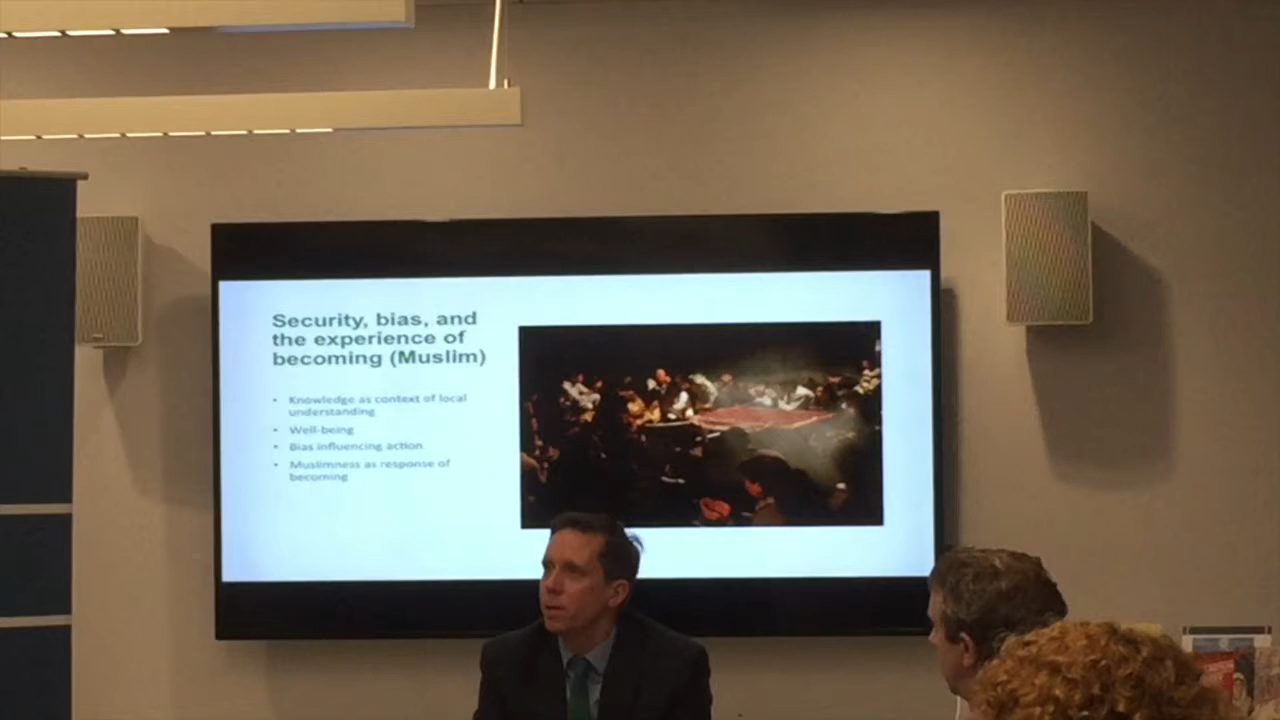 Security, bias, and
the experience of
becoming (Muslim)
• Knowledge as context of local
understanding
• Well-being
• Bias influencing action
• Muslimness as response of
becoming